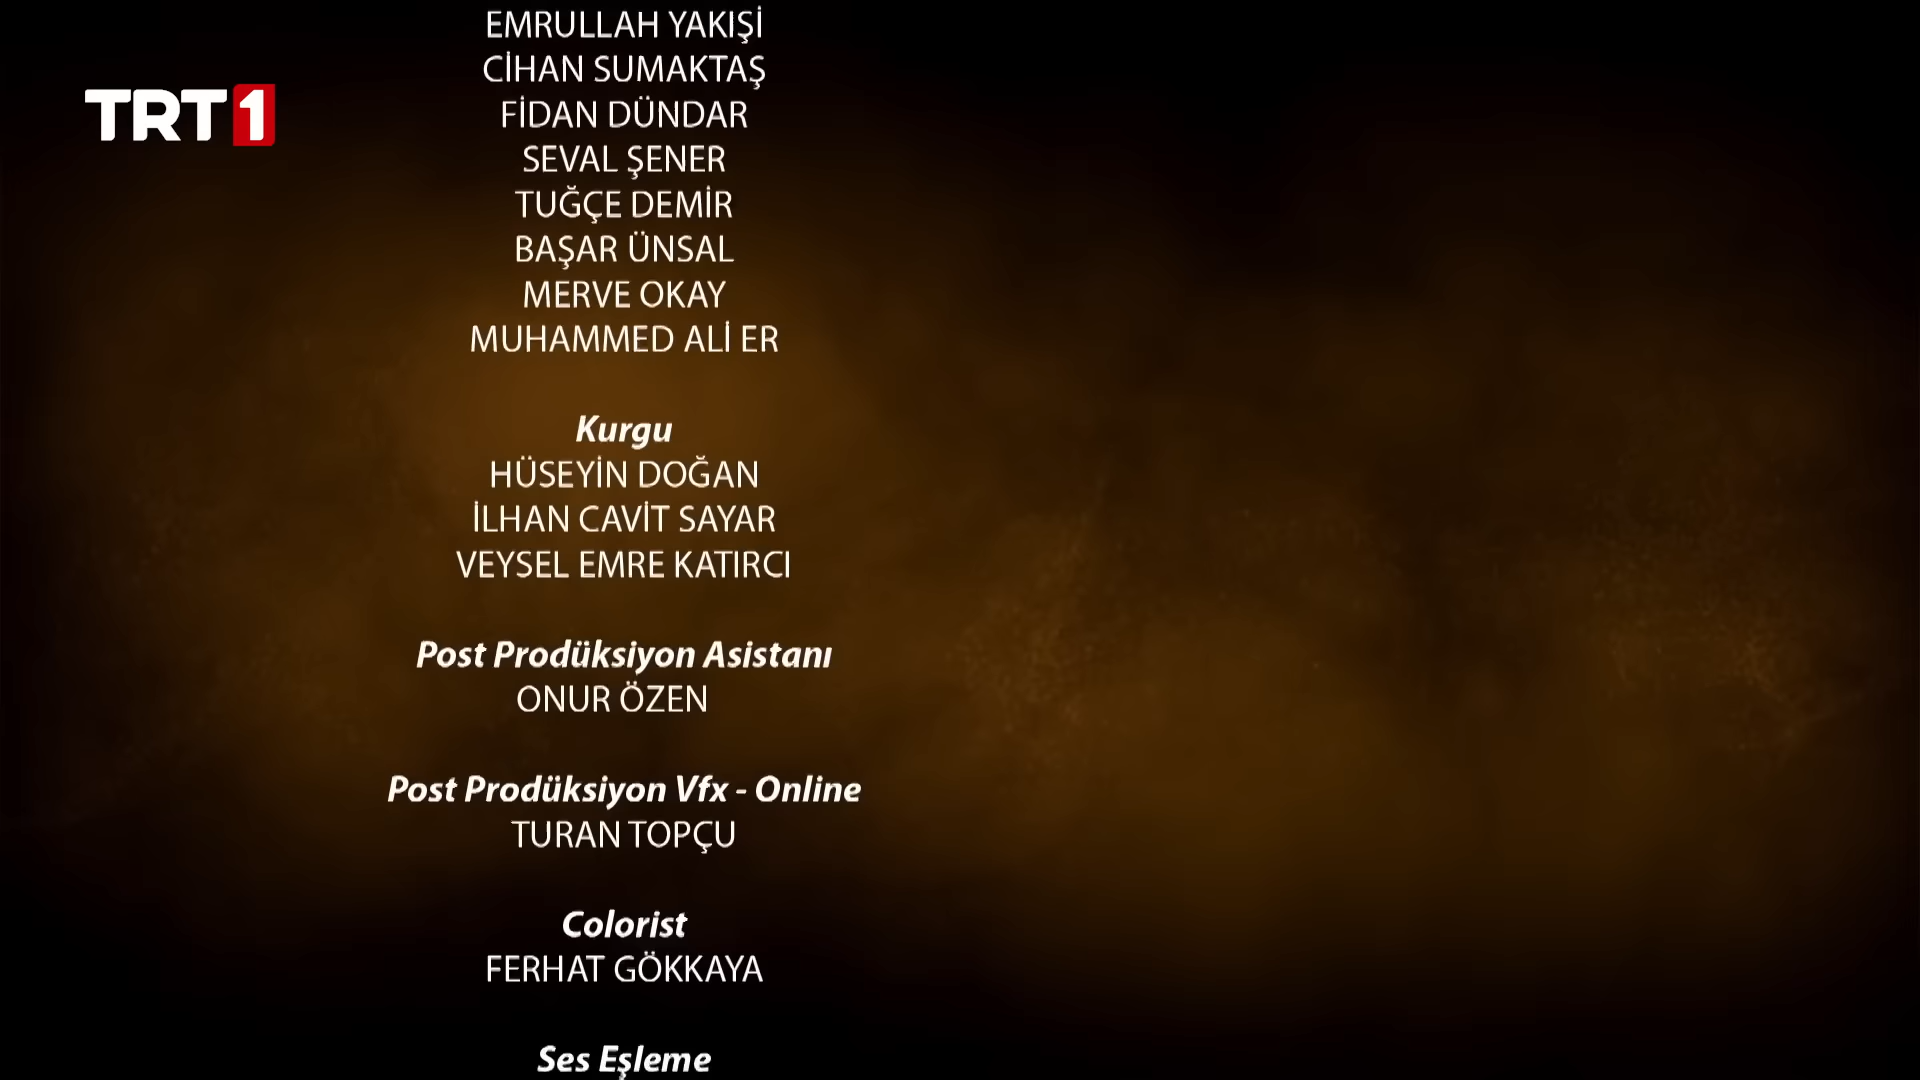 EMRULLAH YAKIŞİ
CİHAN SUMAKTAŞ
TRT1
FİDAN DÜNDAR
SEVAL ŞENER
TUĞÇE DEMİR
BAŞAR ÜNSAL
MERVE OKAY
MUHAMMED ALİ ER
Kurgu
HÜSEYİN DOĞAN
İLHAN CAVİT SAYAR
VEYSEL EMRE KATIRCI
Post Prodüksiyon Asistanı
ONUR ÖZEN
Post Prodüksiyon Vfx - Online
TURAN TOPÇU
Colorist
FERHAT GÖKKAYA
Ses Eşleme